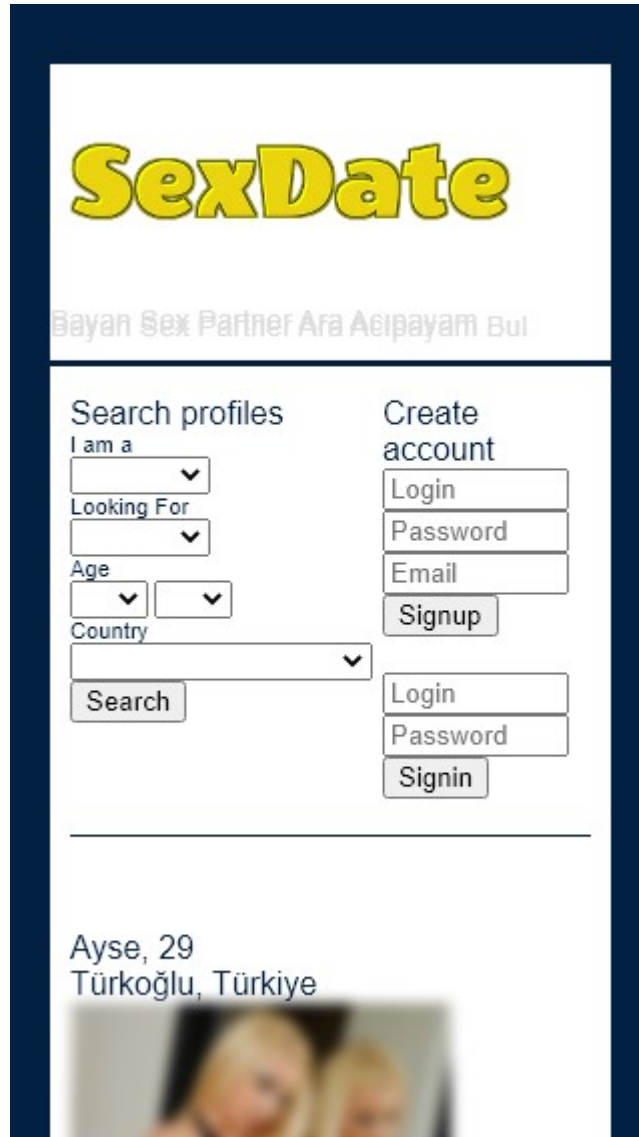 SexDate
Bayan Sex Partner Ara Acıpayam Bul
Search profiles
I am a
Looking For
Age
Country
Search
Create
account
Login
Password
Email
Signup
Login
Password
Signin
Ayse, 29
Türkoğlu, Türkiye